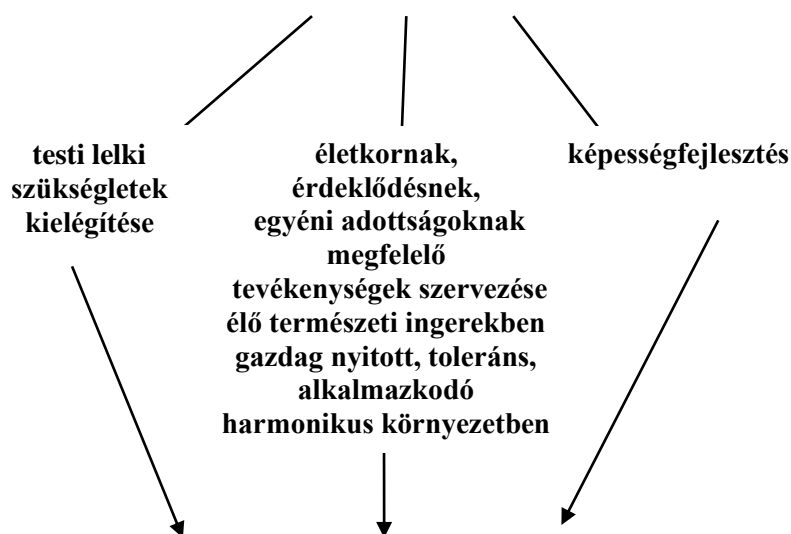 testi lelki
szükségletek
kielégítése
életkornak,
érdeklődésnek,
egyéni adottságoknak
megfelelő
tevékenységek szervezése
élő természeti ingerekben
gazdag nyitott, toleráns,
alkalmazkodó
harmonikus környezetben
képességfejlesztés